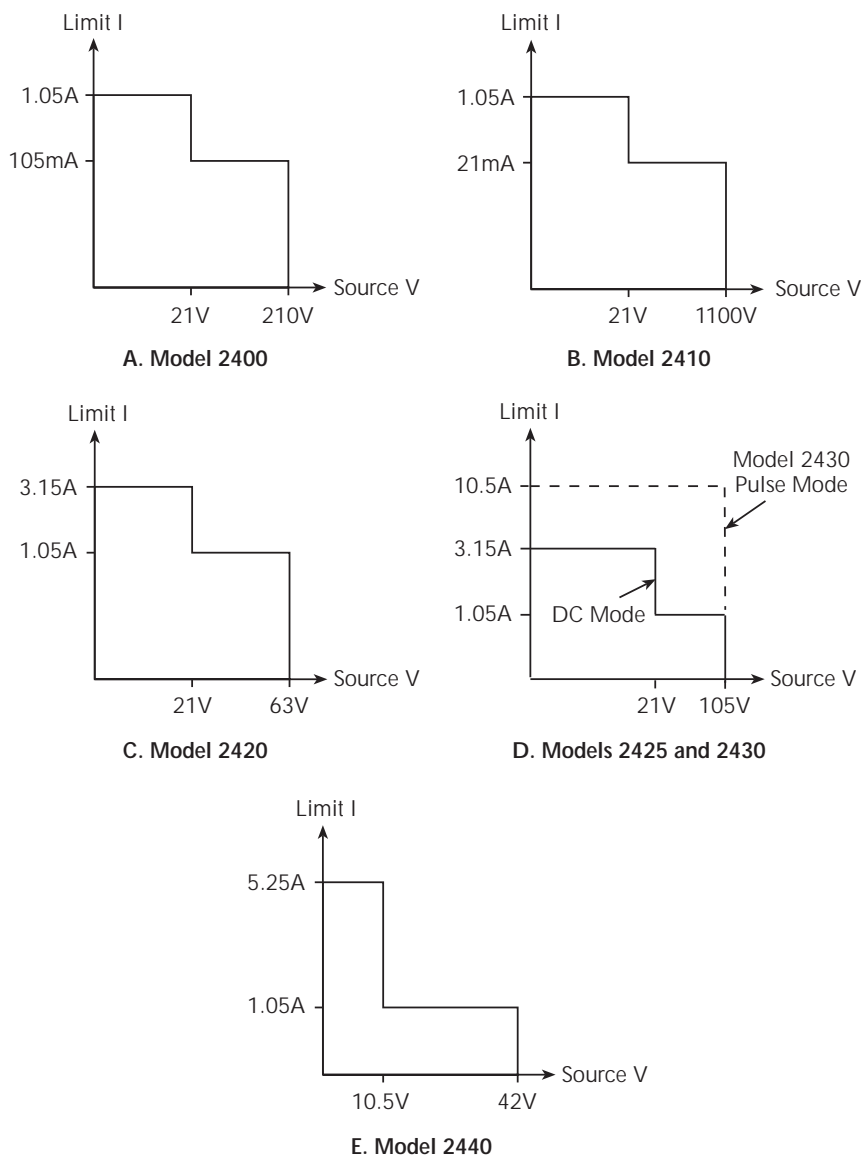 Limit I
1.05A
105mA
Source V
21V 210V
A. Model 2400
Limit I
1.05A
21mA
Source V
21V 1100V
B. Model 2410
Limit I
3.15A
1.05A
Source V
21V 63V
C. Model 2420
Limit I
Model 2430
Pulse Mode
10.5A
3.15A
DC Mode
1.05A
Source V
21V 105V
D. Models 2425 and 2430
Limit I
5.25A
1.05A
Source V
10.5V 42V
E. Model 2440